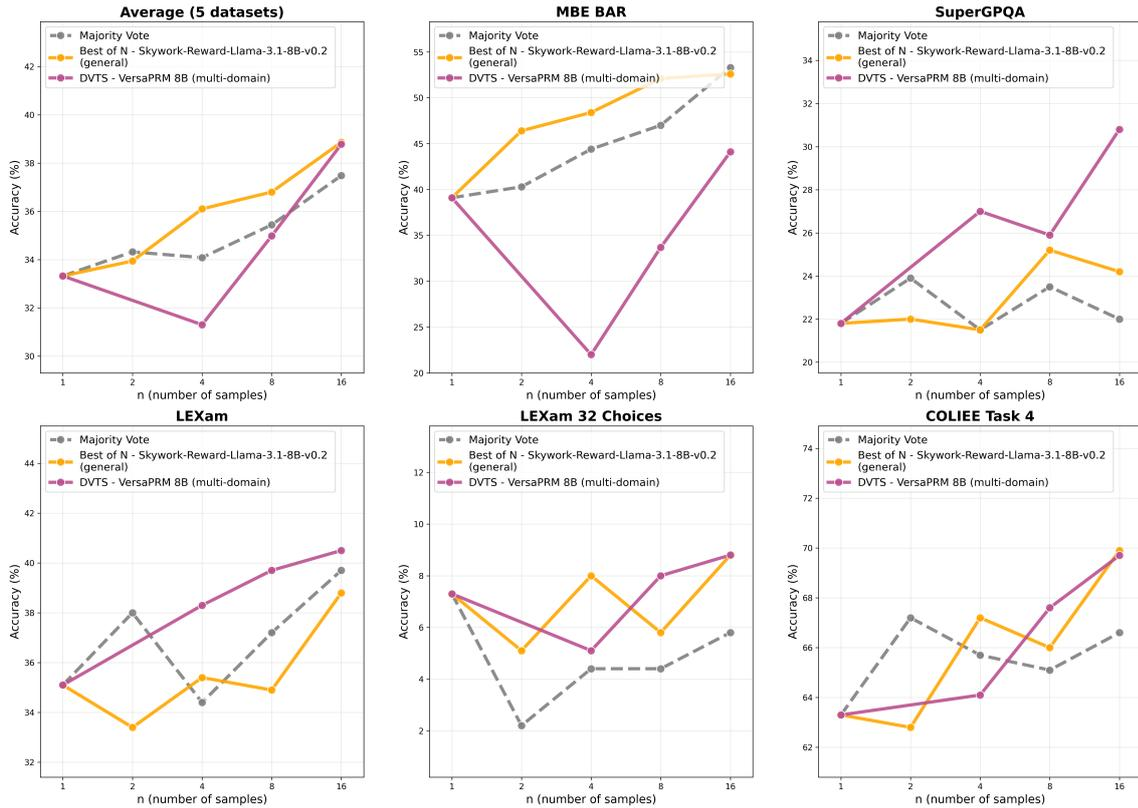 Average (5 datasets)
Majority Vote
Best of N - Skywork-Reward-Llama-3.1-8B-v0.2
(general)
DVTS - VersaPRM 8B (multi-domain)
Accuracy (%)
42
40
38
36
34
32
30
1 2 4 8 16
n (number of samples)
MBE BAR
Majority Vote
Best of N - Skywork-Reward-Llama-3.1-8B-v0.2
(general)
DVTS - VersaPRM 8B (multi-domain)
Accuracy (%)
55
50
45
40
35
30
25
20
1 2 4 8 16
n (number of samples)
SuperGPQA
Majority Vote
Best of N - Skywork-Reward-Llama-3.1-8B-v0.2
(general)
DVTS - VersaPRM 8B (multi-domain)
Accuracy (%)
34
32
30
28
26
24
22
20
1 2 4 8 16
n (number of samples)
LEXam
Majority Vote
Best of N - Skywork-Reward-Llama-3.1-8B-v0.2
(general)
DVTS - VersaPRM 8B (multi-domain)
Accuracy (%)
44
42
40
38
36
34
32
1 2 4 8 16
n (number of samples)
LEXam 32 Choices
Majority Vote
Best of N - Skywork-Reward-Llama-3.1-8B-v0.2
(general)
DVTS - VersaPRM 8B (multi-domain)
Accuracy (%)
12
10
8
6
4
2
1 2 4 8 16
n (number of samples)
COLIEE Task 4
Majority Vote
Best of N - Skywork-Reward-Llama-3.1-8B-v0.2
(general)
DVTS - VersaPRM 8B (multi-domain)
Accuracy (%)
74
72
70
68
66
64
62
1 2 4 8 16
n (number of samples)